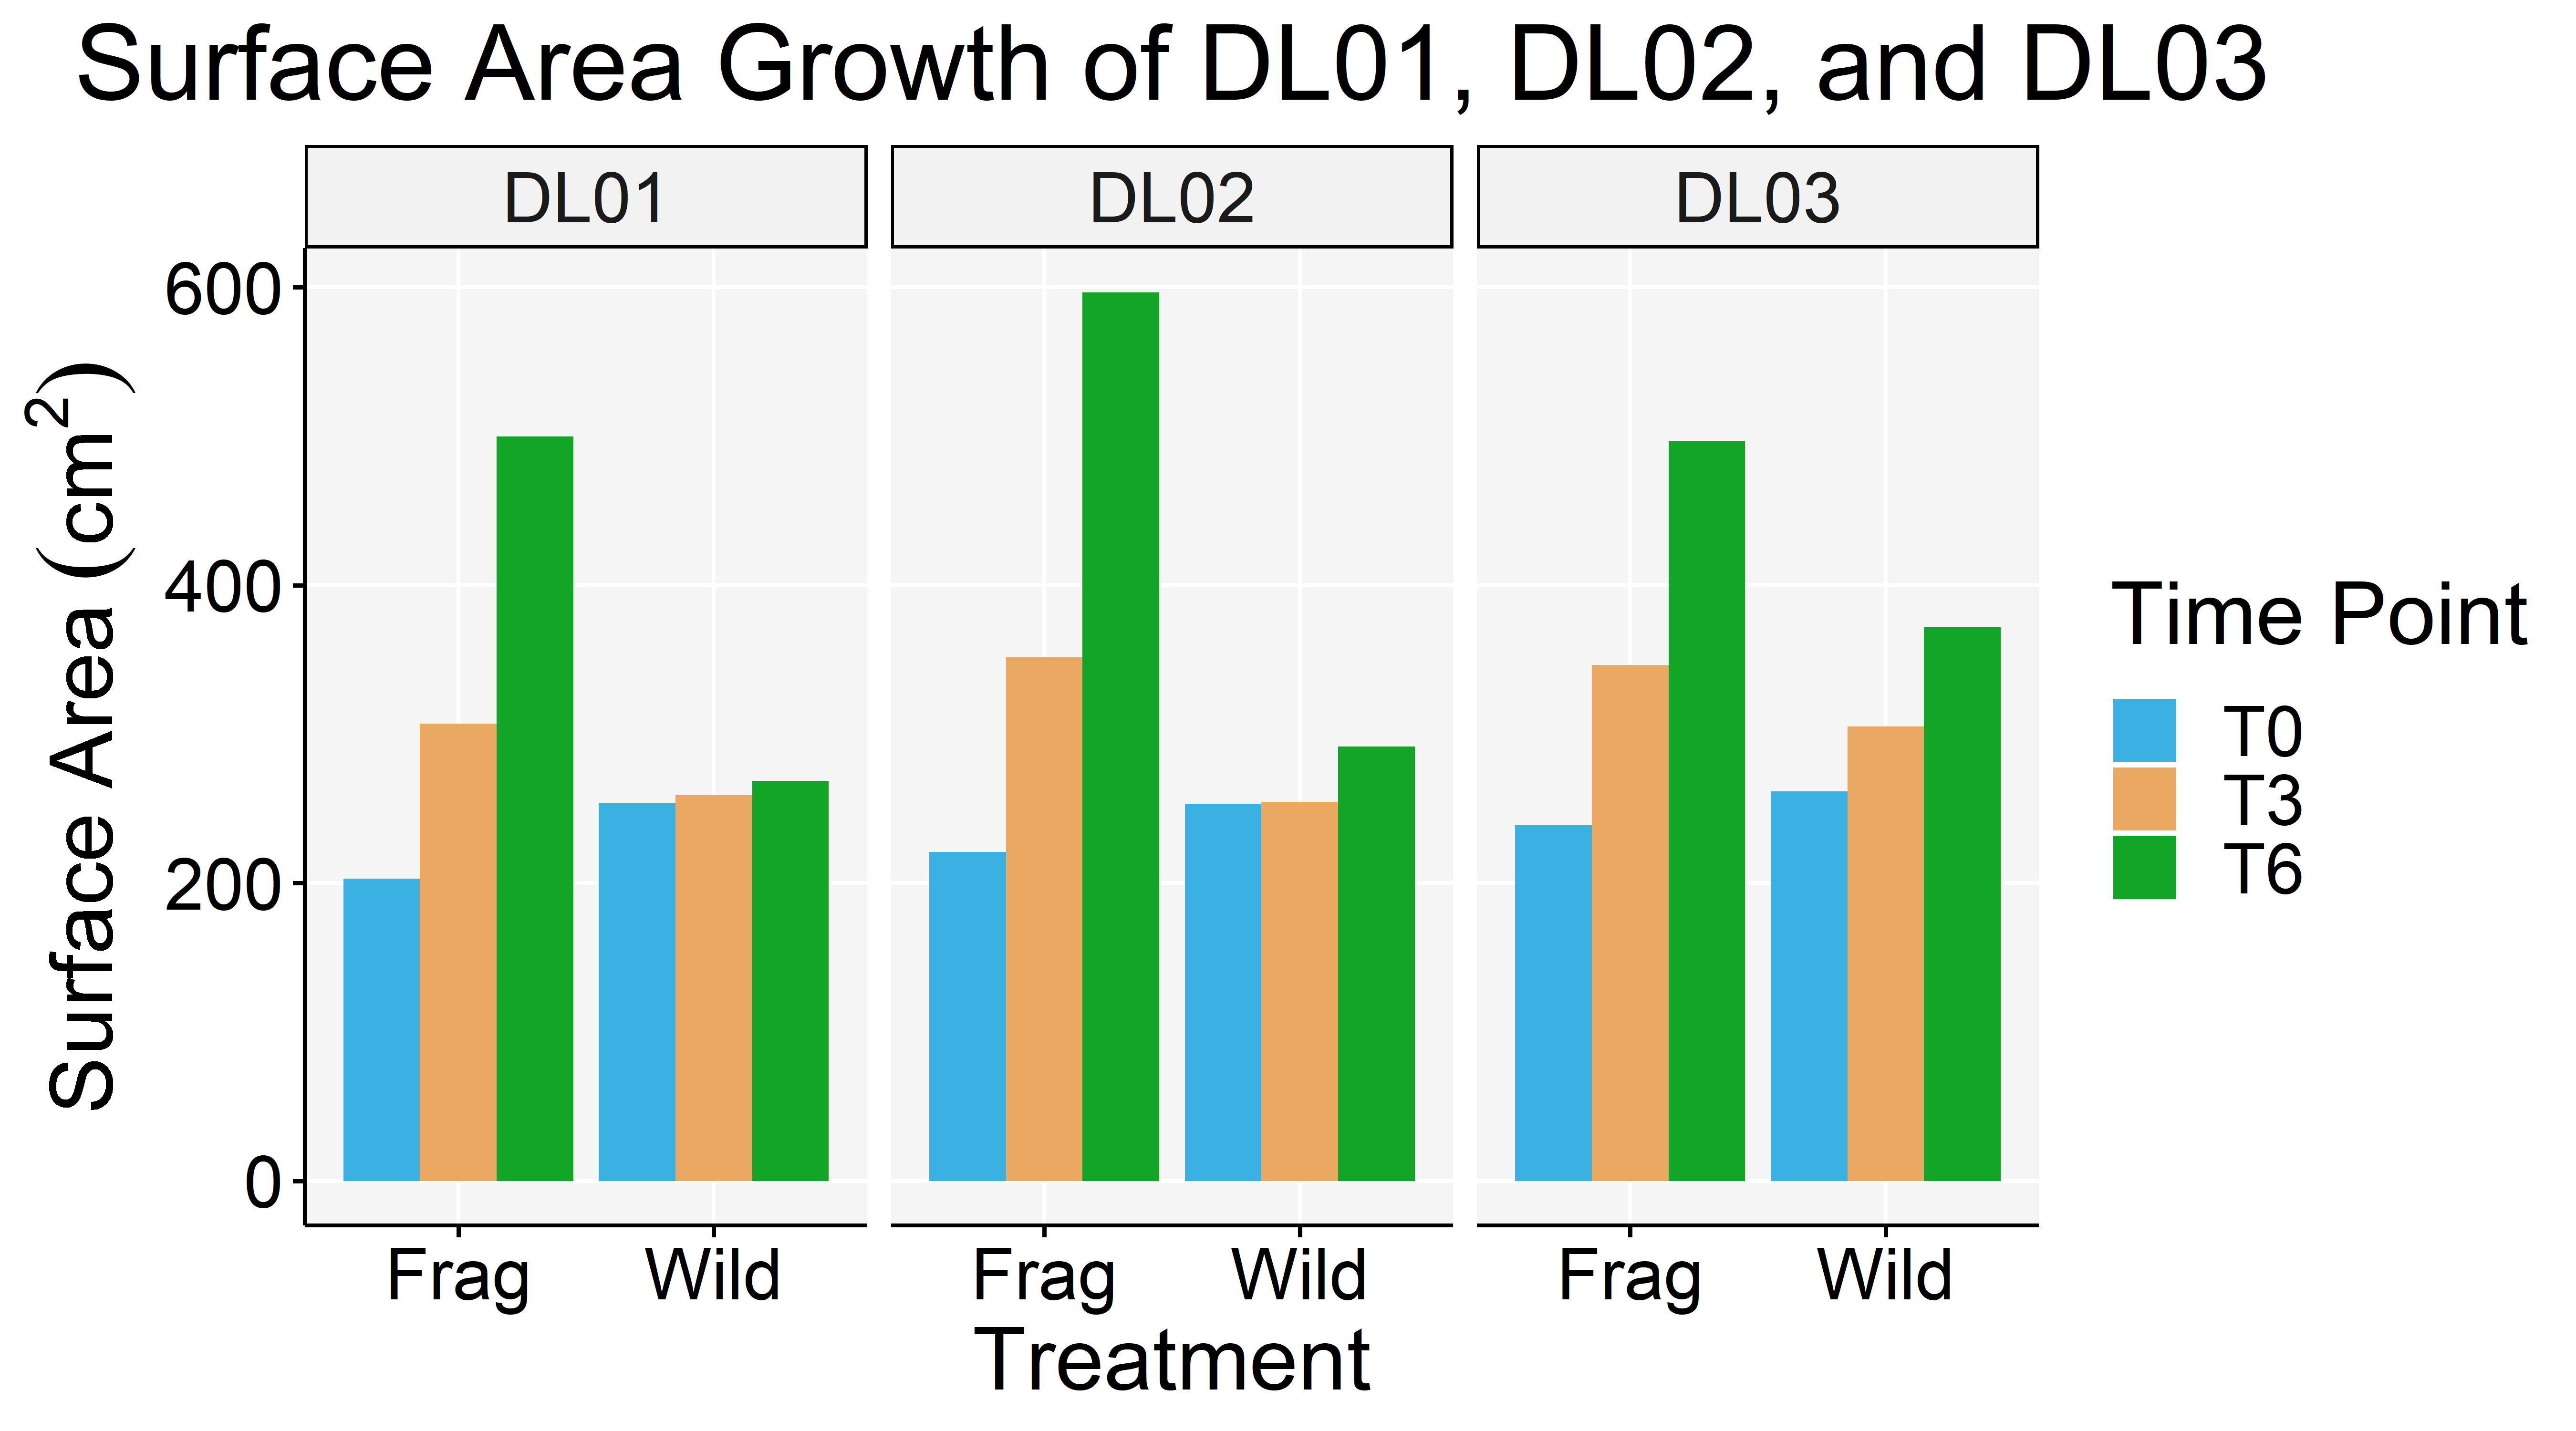 Surface Area Growth of DL01, DL02, and DL03
DL01
DL02
DL03
Surface Area (cm²)
600
400
200
0
Frag
Wild
Frag
Wild
Frag
Wild
Treatment
Time Point
T0
T3
T6